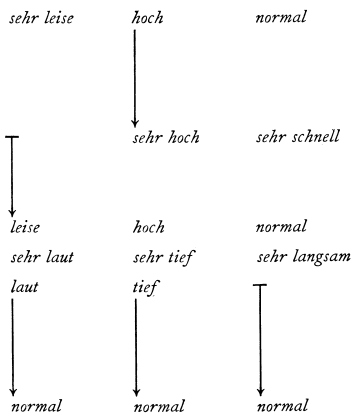 sehr leise hoch normal
sehr hoch sehr schnell
leise hoch normal
sehr laut sehr tief sehr langsam
laut tief
normal normal normal